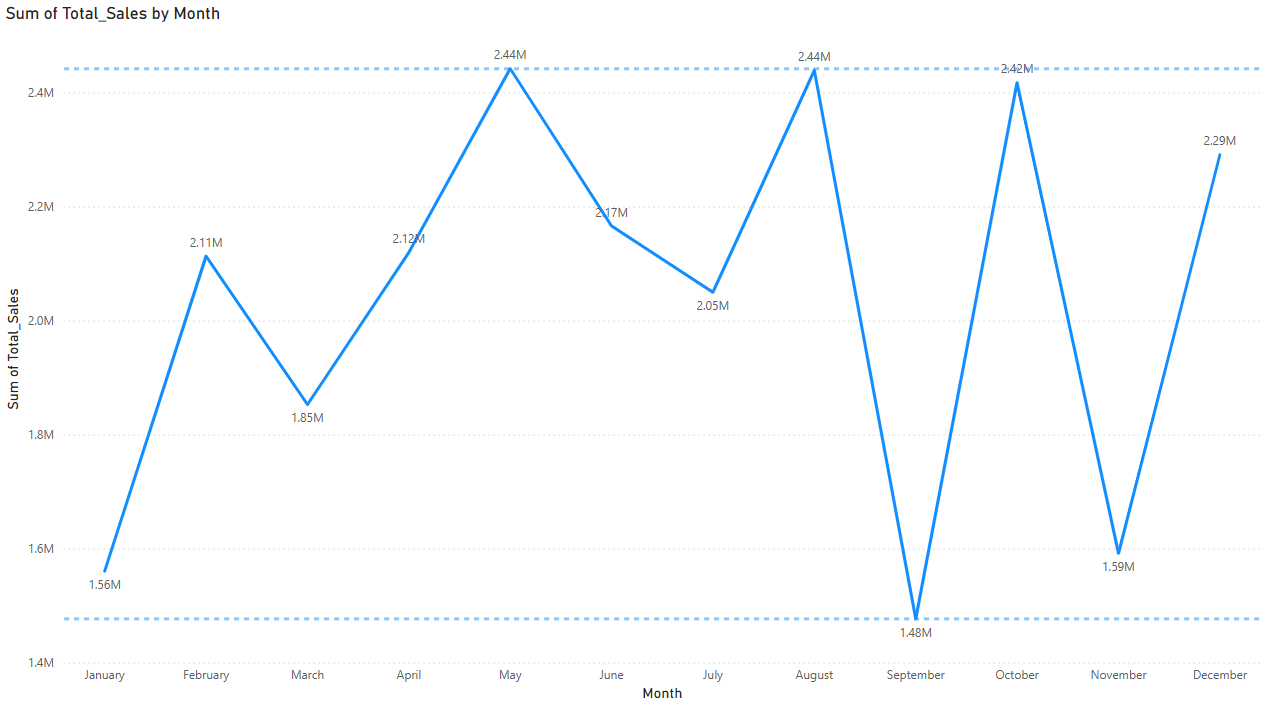 Sum of Total_Sales by Month
Sum of Total_Sales
2.4M
2.2M
2.0M
1.8M
1.6M
1.4M
1.56M
2.11M
1.85M
2.12M
2.44M
2.17M
2.05M
2.44M
1.48M
2.42M
1.59M
2.29M
January February March April May June July August September October November December
Month